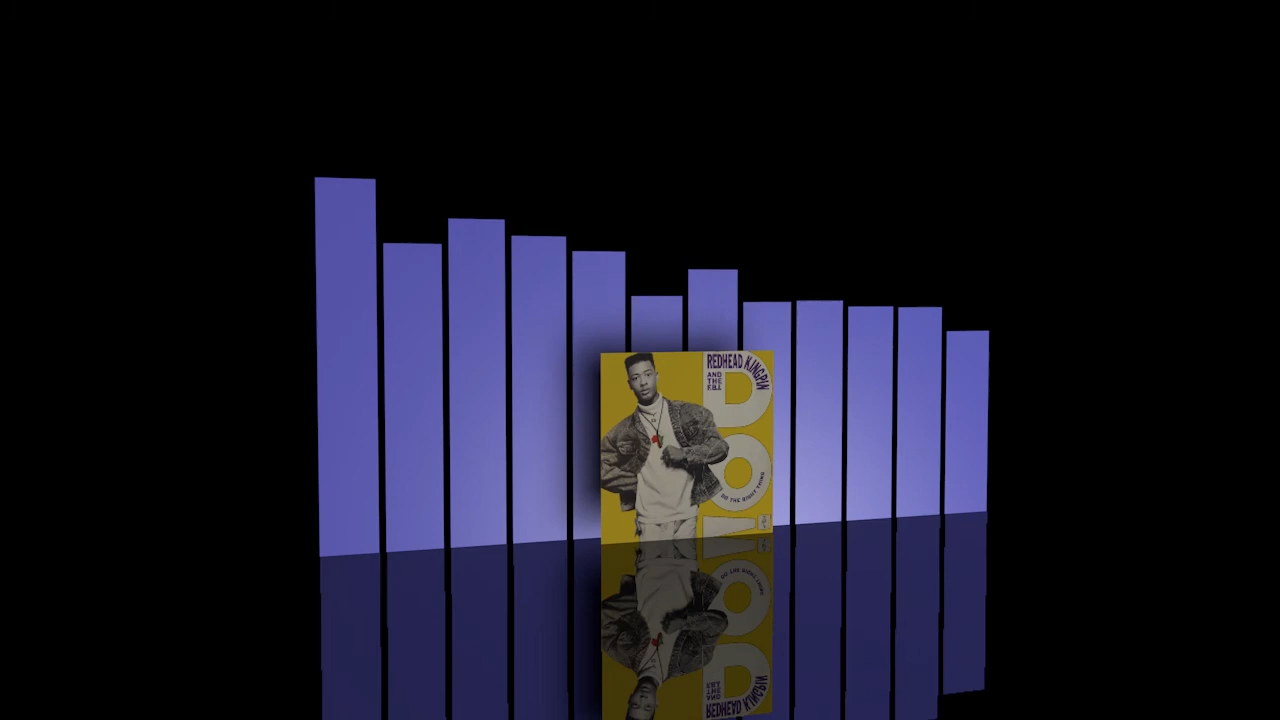 REDHEAD KINGPIN
AND
THE
F.B.I.
DO
THE RIGHT THING